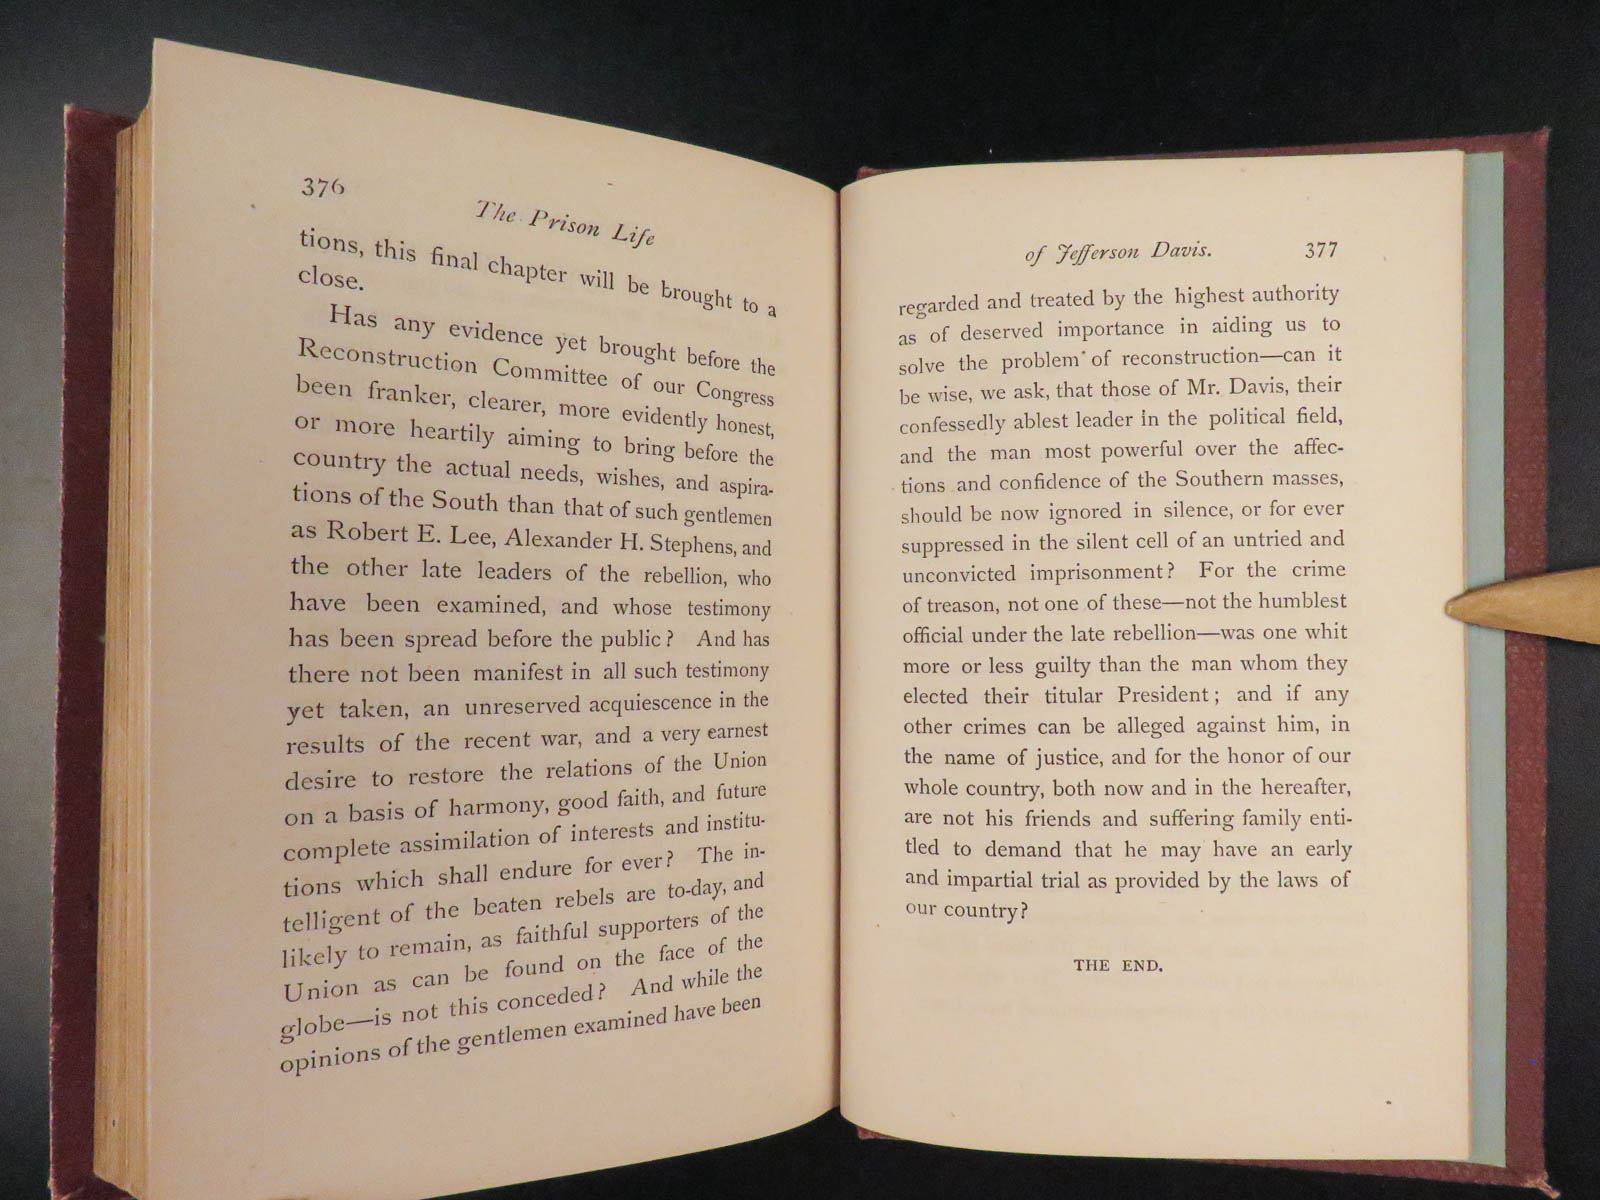 376
The Prison Life
tions, this final chapter will be brought to a
close.
Has any evidence yet brought before the
Reconstruction Committee of our Congress
been franker, clearer, more evidently honest,
or more heartily aiming to bring before the
country the actual needs, wishes, and aspira-
tions of the South than that of such gentlemen
as Robert E. Lee, Alexander H. Stephens, and
the other late leaders of the rebellion, who
have been examined, and whose testimony
has been spread before the public? And has
there not been manifest in all such testimony
yet taken, an unreserved acquiescence in the
results of the recent war, and a very earnest
desire to restore the relations of the Union
on a basis of harmony, good faith, and future
complete assimilation of interests and institu-
tions which shall endure for ever? The in-
telligent of the beaten rebels are to-day, and
likely to remain, as faithful supporters of the
Union as can be found on the face of the
globe—is not this conceded? And while the
opinions of the gentlemen examined have been
of Jefferson Davis. 377
regarded and treated by the highest authority
as of deserved importance in aiding us to
solve the problem of reconstruction—can it
be wise, we ask, that those of Mr. Davis, their
confessedly ablest leader in the political field,
and the man most powerful over the affec-
tions and confidence of the Southern masses,
should be now ignored in silence, or for ever
suppressed in the silent cell of an untried and
unconvicted imprisonment? For the crime
of treason, not one of these—not the humblest
official under the late rebellion—was one whit
more or less guilty than the man whom they
elected their titular President; and if any
other crimes can be alleged against him, in
the name of justice, and for the honor of our
whole country, both now and in the hereafter,
are not his friends and suffering family enti-
tled to demand that he may have an early
and impartial trial as provided by the laws of
our country?
THE END.